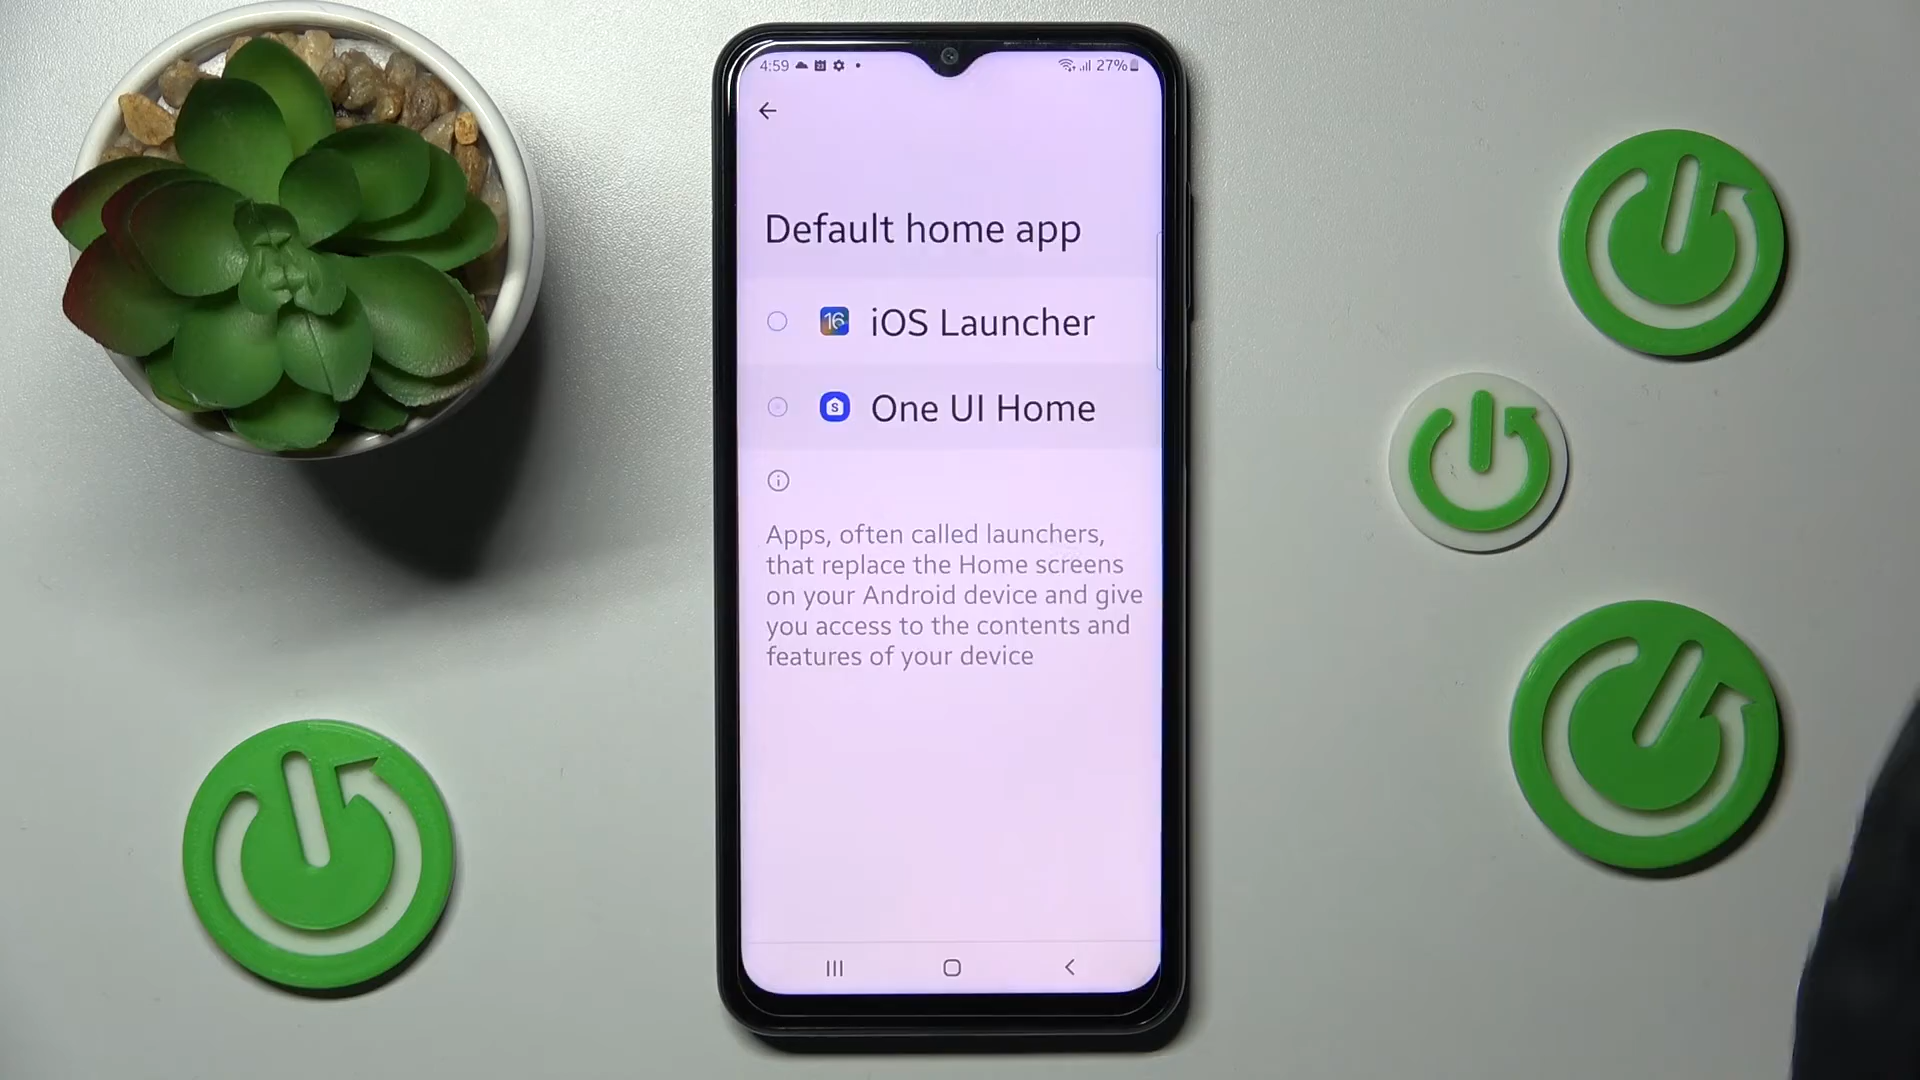 4:59 27%
Default home app
16 iOS Launcher
S One UI Home
Apps, often called launchers,
that replace the Home screens
on your Android device and give
you access to the contents and
features of your device